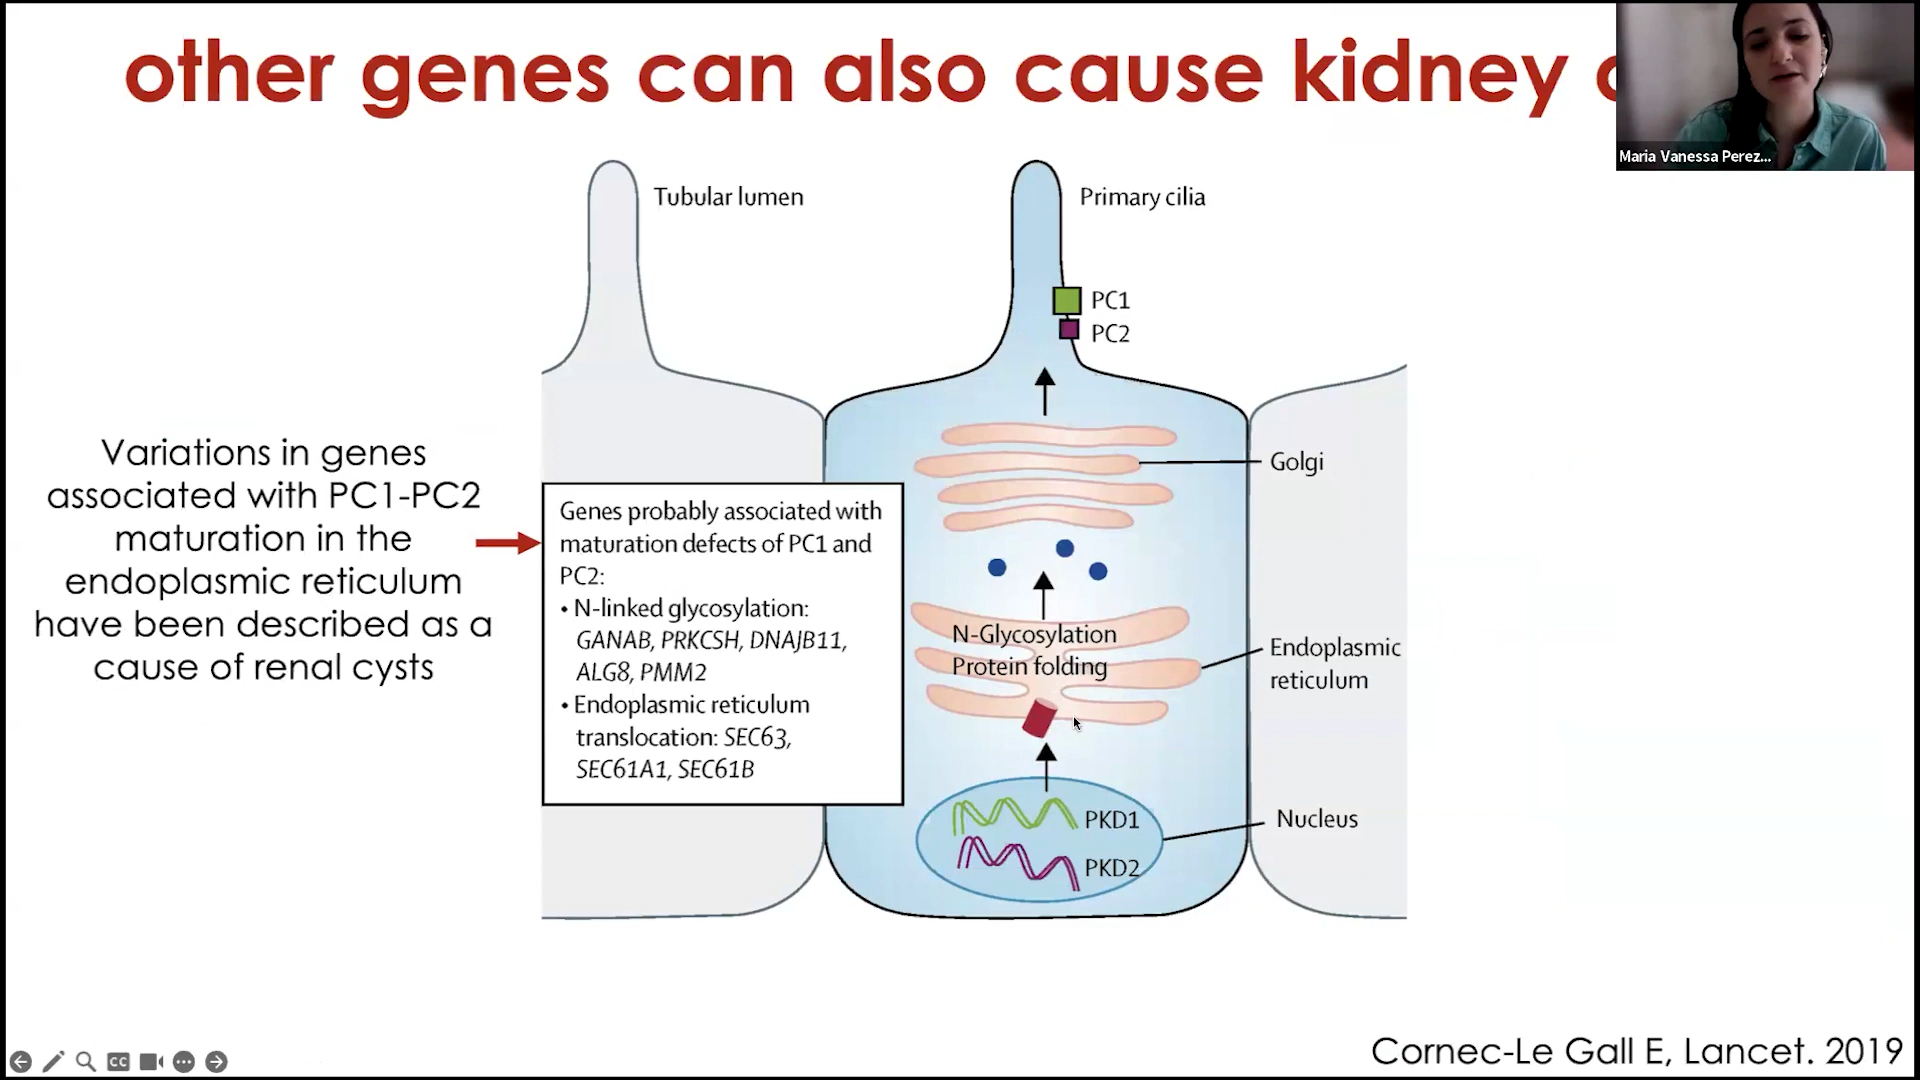 other genes can also cause kidney
Maria Vanessa Perez...
Tubular lumen
Primary cilia
PC1
PC2
Variations in genes
associated with PC1-PC2
maturation in the
endoplasmic reticulum
have been described as a
cause of renal cysts
Genes probably associated with
maturation defects of PC1 and
PC2:
• N-linked glycosylation:
GANAB, PRKCSH, DNAJB11,
ALG8, PMM2
• Endoplasmic reticulum
translocation: SEC63,
SEC61A1, SEC61B
Golgi
N-Glycosylation
Protein folding
Endoplasmic
reticulum
PKD1
PKD2
Nucleus
CC
Cornec-Le Gall E, Lancet. 2019